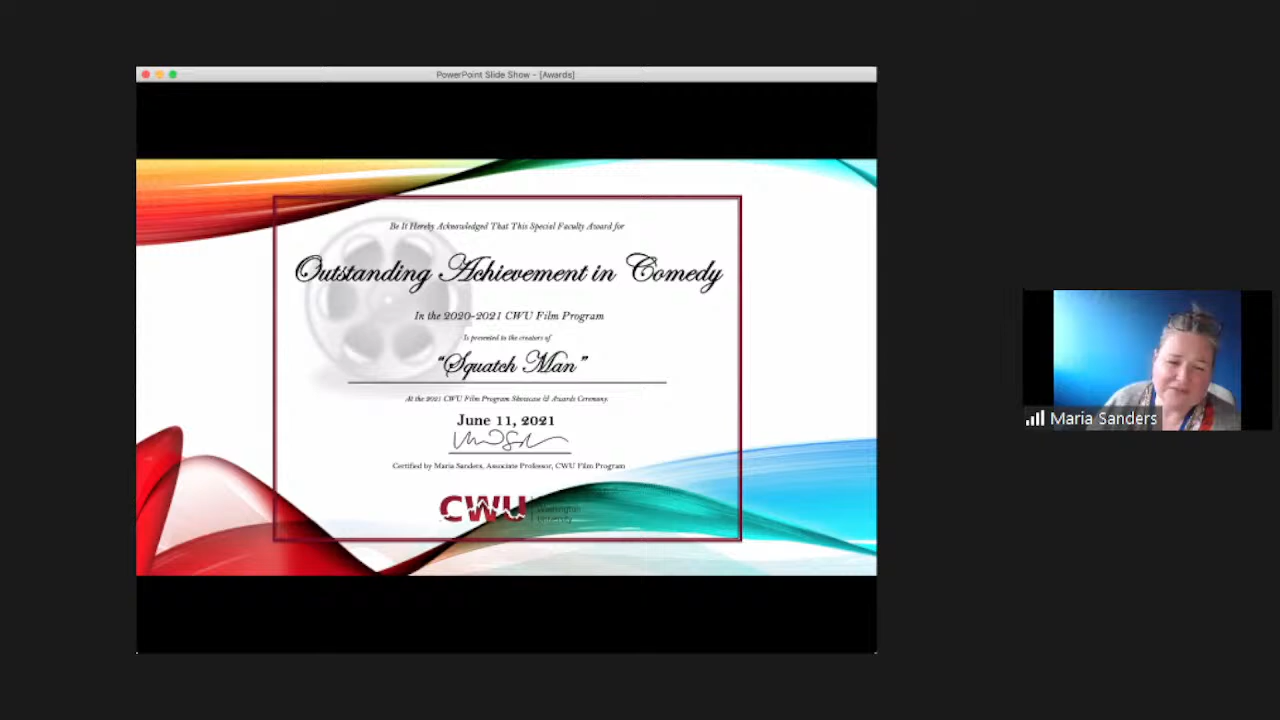 PowerPoint Slide Show - [Awards]
Be It Hereby Acknowledged That This Special Faculty Award for
Outstanding Achievement in Comedy
In the 2020-2021 CWU Film Program
Is presented to the creators of
“Squatch Man”
At the 2021 CWU Film Program Showcase & Awards Ceremony.
June 11, 2021
Certified by Maria Sanders, Associate Professor, CWU Film Program
CWU
Washington
University
Maria Sanders